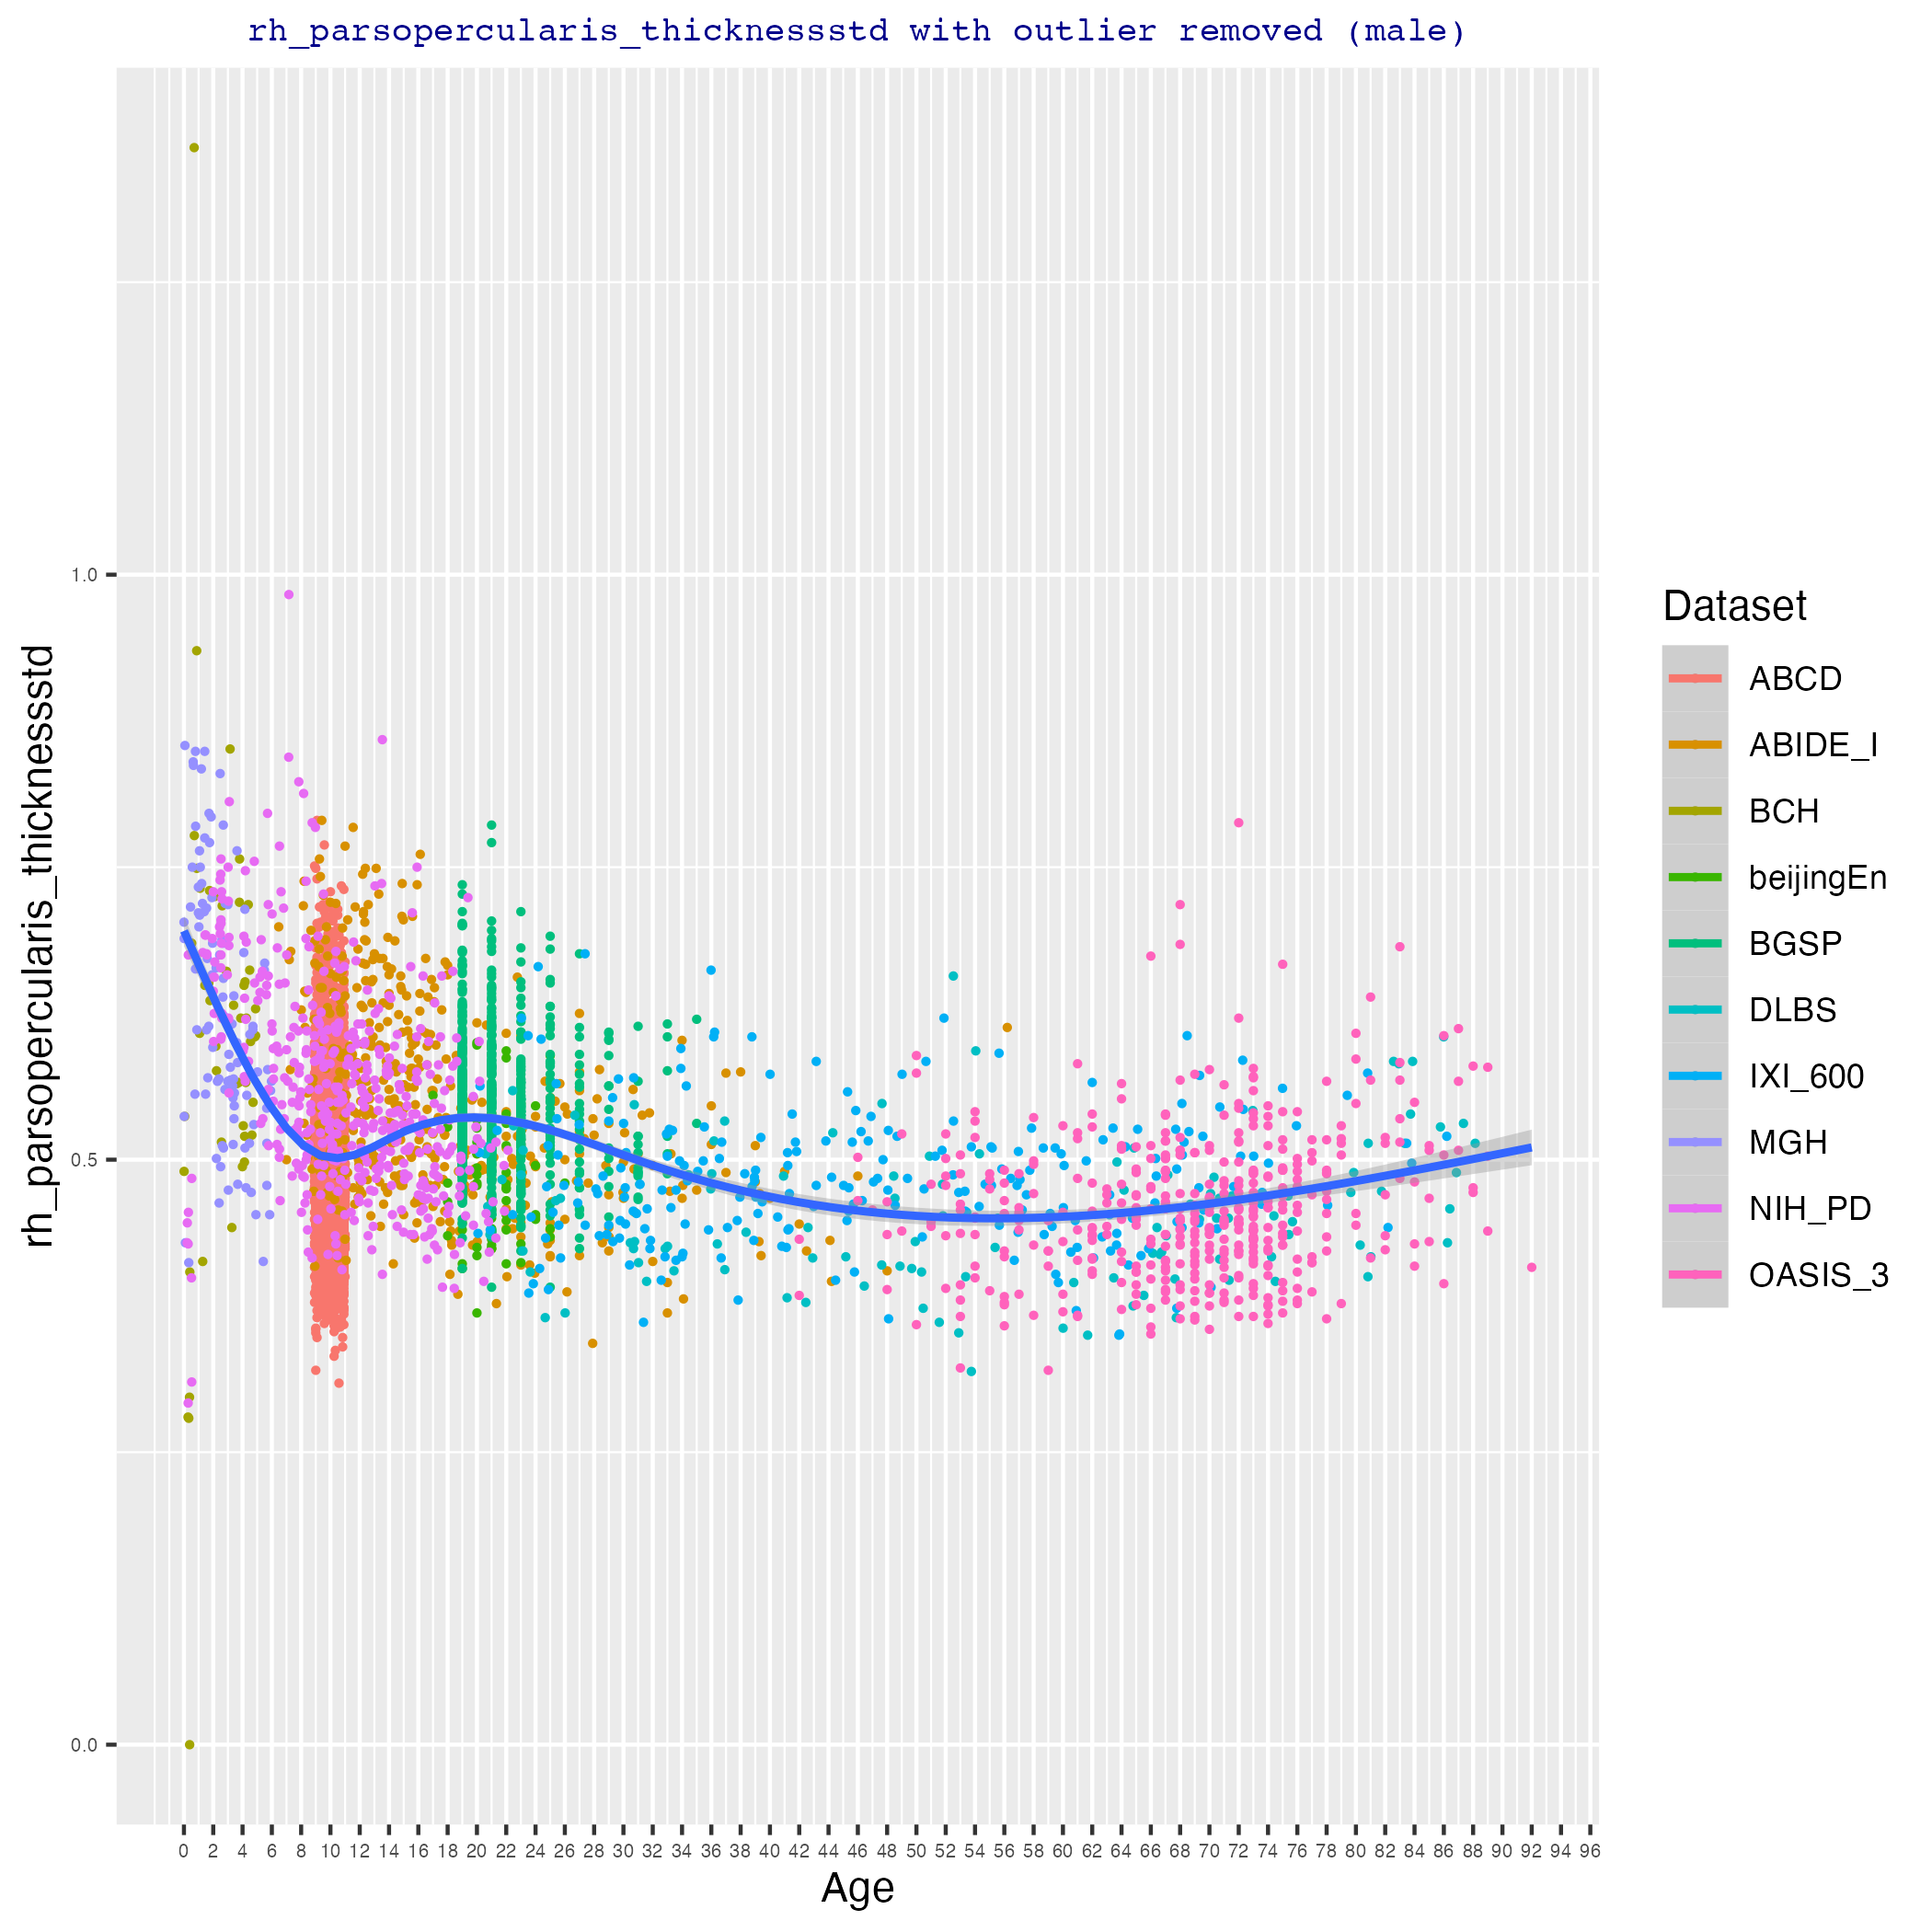 rh_parsopercularis_thicknessstd with outlier removed (male)
rh_parsopercularis_thicknessstd
1.0
0.5
0.0
0 2 4 6 8 10 12 14 16 18 20 22 24 26 28 30 32 34 36 38 40 42 44 46 48 50 52 54 56 58 60 62 64 66 68 70 72 74 76 78 80 82 84 86 88 90 92 94 96
Age
Dataset
ABCD
ABIDE_I
BCH
beijingEn
BGSP
DLBS
IXI_600
MGH
NIH_PD
OASIS_3